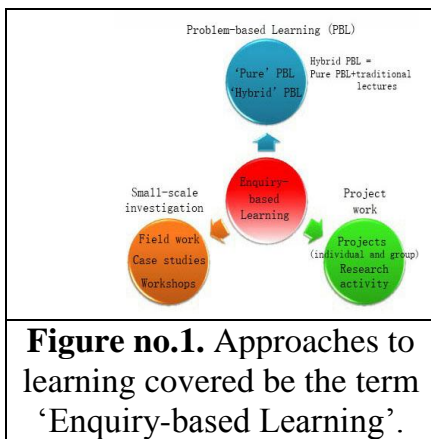 Problem-based Learning (PBL)
'Pure' PBL
'Hybrid' PBL
Hybrid PBL =
Pure PBL+traditional
lectures
Enquiry-
based
Learning
Small-scale
investigation
Field work
Case studies
Workshops
Project
work
Projects
(individual and group)
Research
activity
Figure no.1. Approaches to
learning covered be the term
‘Enquiry-based Learning’.